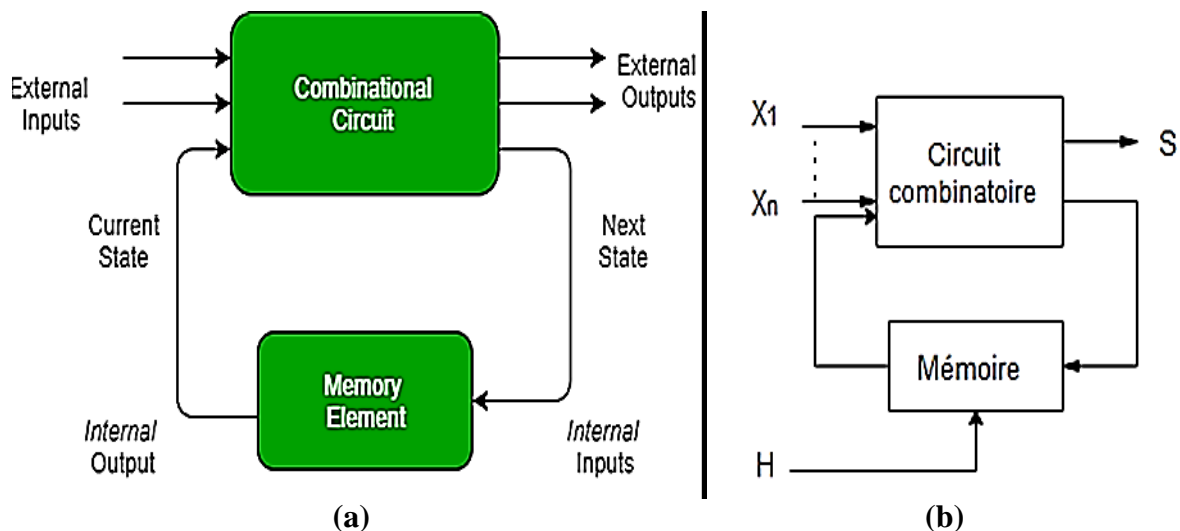 External
Inputs
Combinational
Circuit
External
Outputs
Current
State
Next
State
Memory
Element
Internal
Output
Internal
Inputs
(a)
X1
Xn
Circuit
combinatoire
S
Mémoire
H
(b)